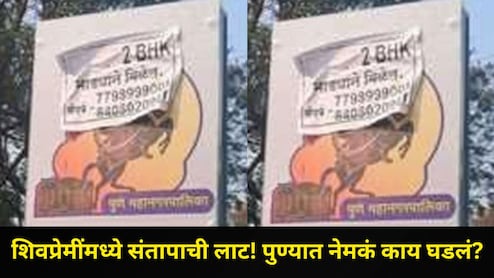 2 BHK
भाड्याने मिळेल.
पुणे महानगरपालिका
2 BHK
भाड्याने मिळेल.
पुणे महानगरपालिका
शिवप्रेमींमध्ये संतापाची लाट! पुण्यात नेमकं काय घडलं?